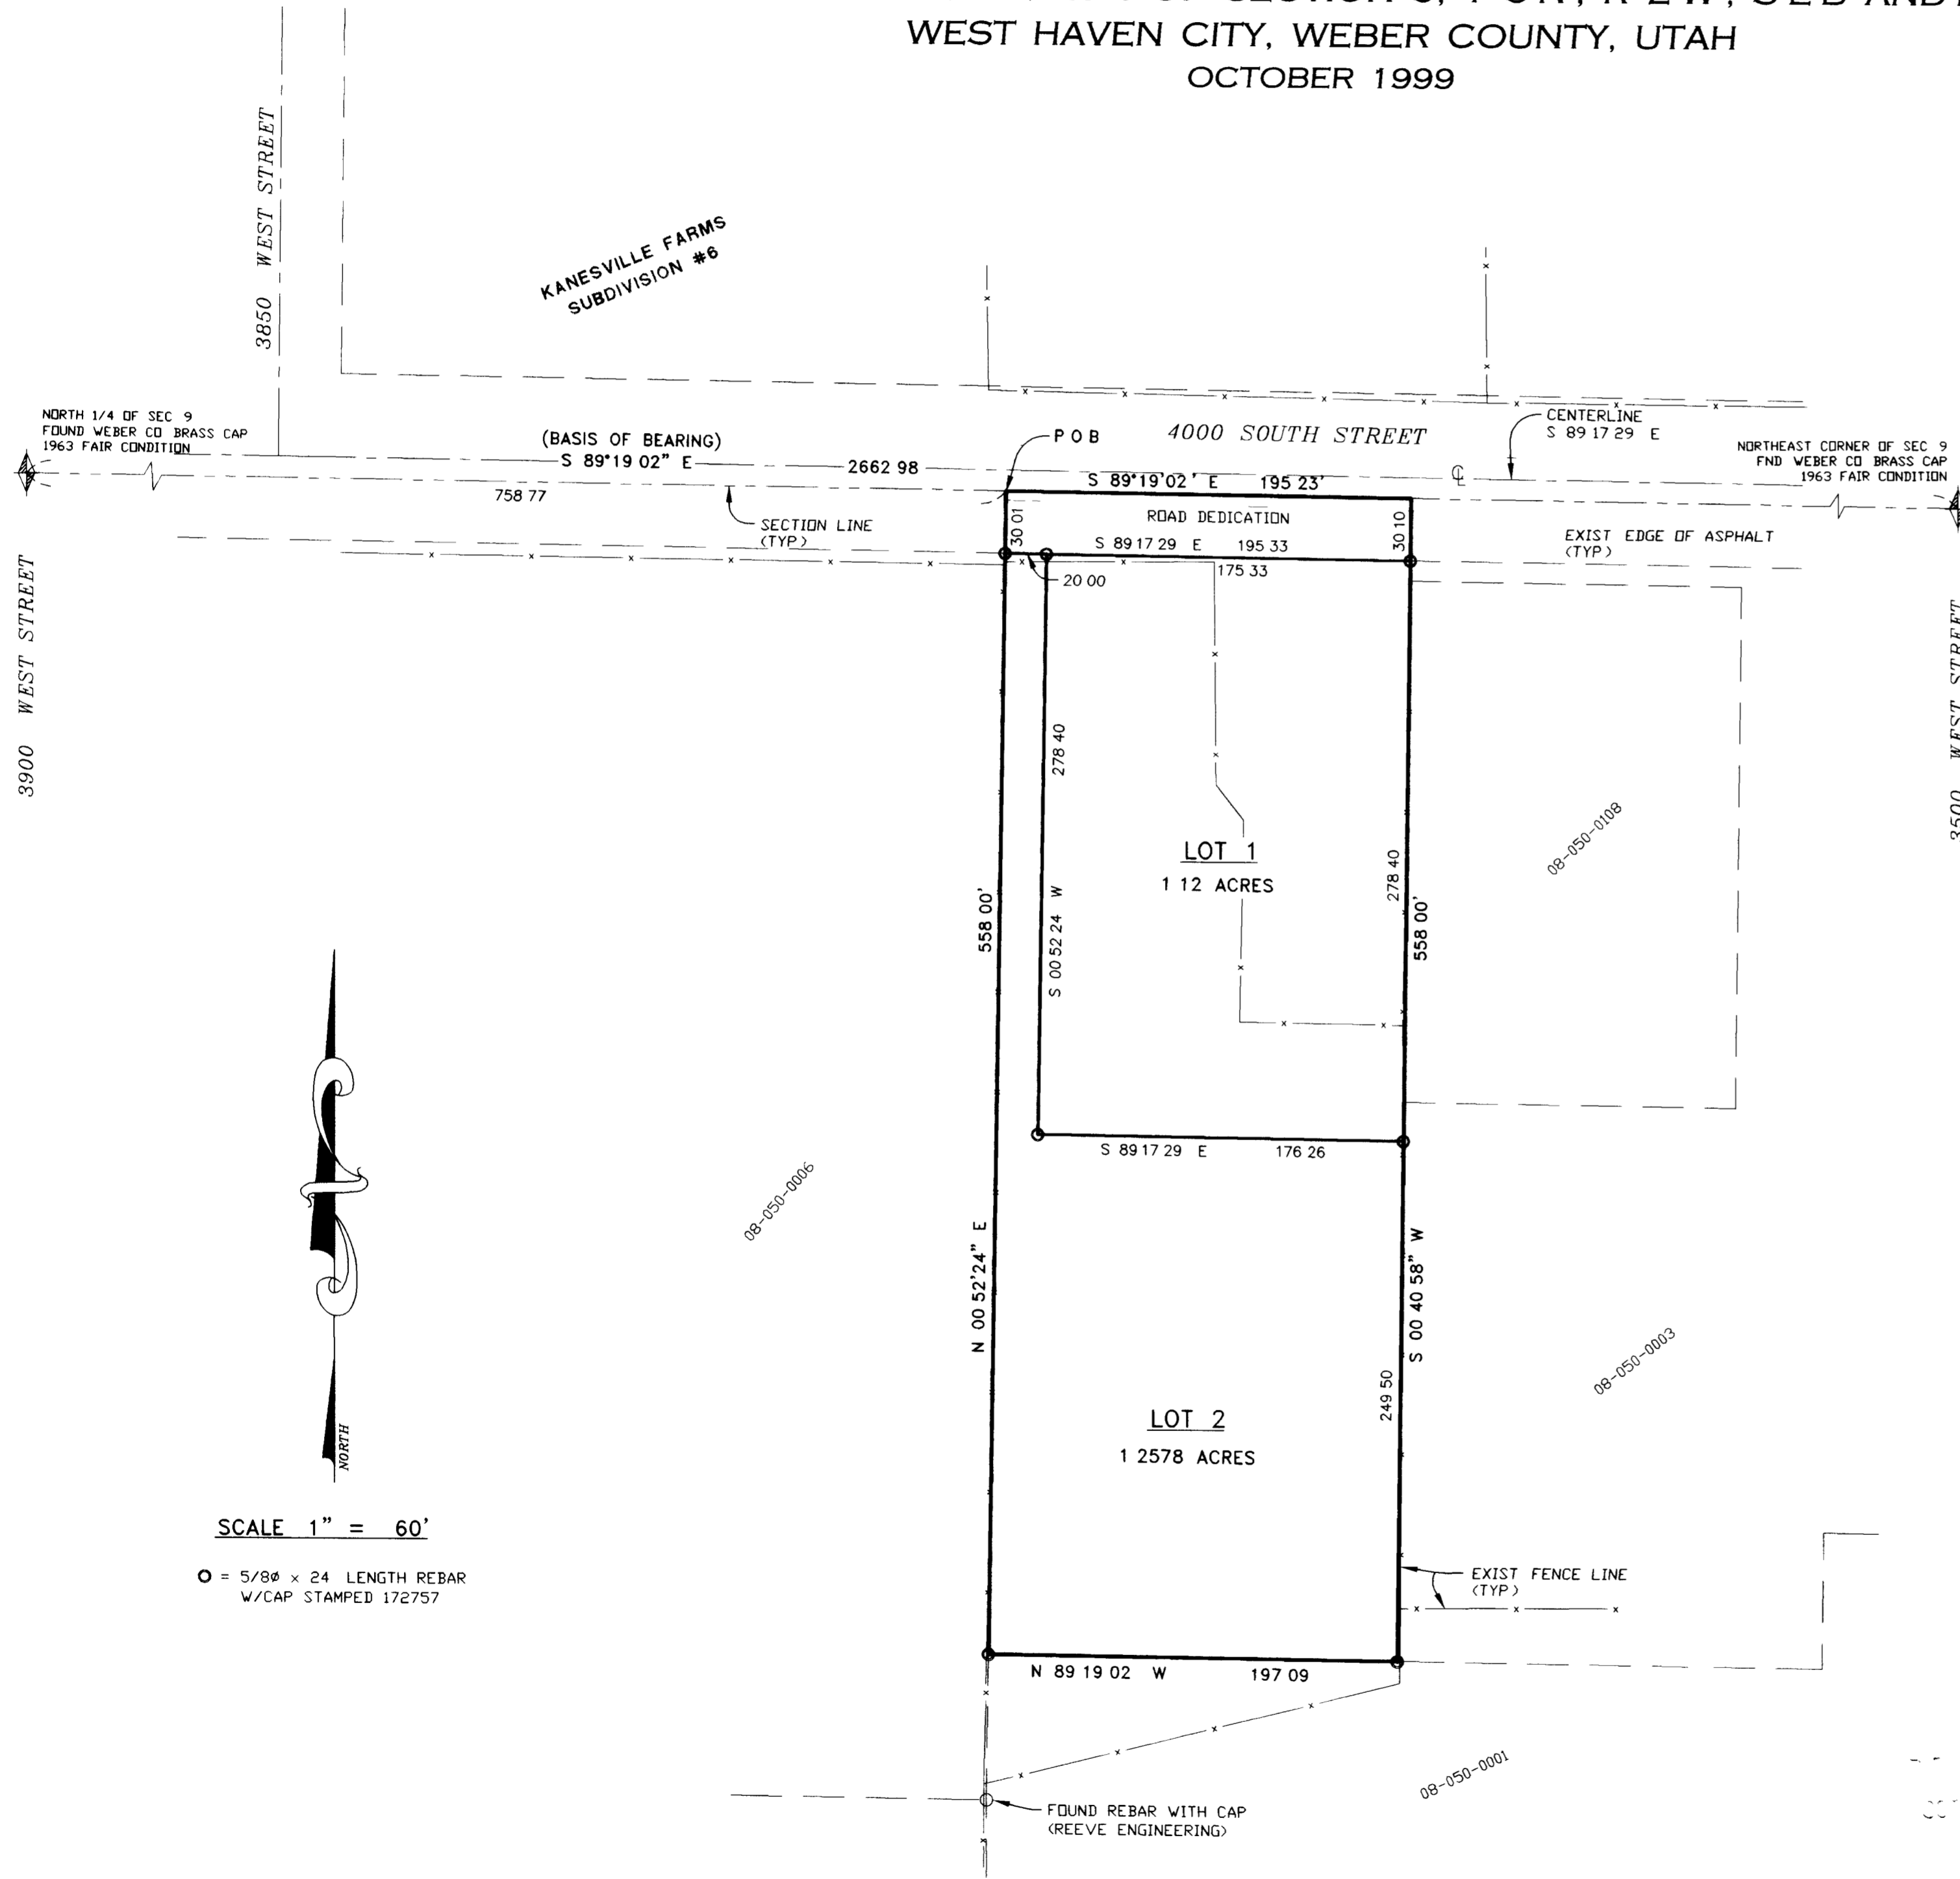 WEST HAVEN CITY, WEBER COUNTY, UTAH
OCTOBER 1999
3850 WEST STREET
KANESVILLE FARMS
SUBDIVISION #6
NORTH 1/4 OF SEC 9
FOUND WEBER CO BRASS CAP
1963 FAIR CONDITION
(BASIS OF BEARING)
S 89°19 02" E
2662 98
758 77
SECTION LINE
(TYP)
P O B
4000 SOUTH STREET
CENTERLINE
S 89 17 29 E
NORTHEAST CORNER OF SEC 9
FND WEBER CO BRASS CAP
1963 FAIR CONDITION
S 89°19'02' E 195 23'
ROAD DEDICATION
30 01
30 10
S 89 17 29 E 195 33
175 33
20 00
EXIST EDGE OF ASPHALT
(TYP)
3900 WEST STREET
3500 WEST STREET
278 40
S 00 52 24 W
LOT 1
1 12 ACRES
278 40
558 00'
558 00'
08-050-0108
S 89 17 29 E 176 26
08-050-0006
N 00 52'24" E
S 00 40 58" W
249 50
08-050-0003
LOT 2
1 2578 ACRES
NORTH
SCALE 1" = 60'
O = 5/8ø x 24 LENGTH REBAR
W/CAP STAMPED 172757
EXIST FENCE LINE
(TYP)
N 89 19 02 W 197 09
08-050-0001
FOUND REBAR WITH CAP
(REEVE ENGINEERING)